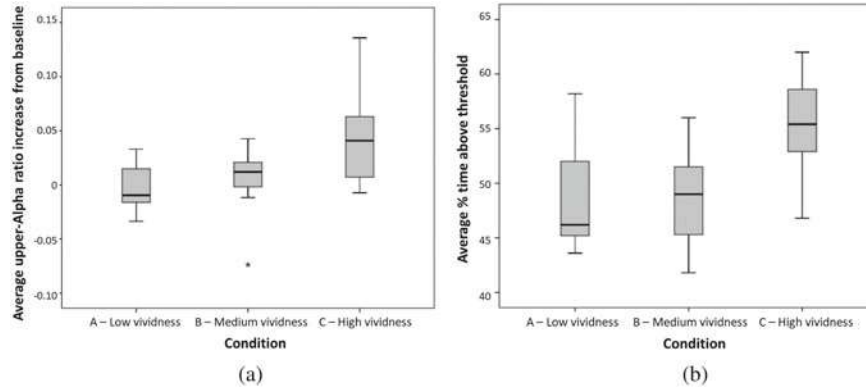 Average upper-Alpha ratio increase from baseline
0.15
0.10
0.05
0
-0.05
-0.10
*
A – Low vividness B – Medium vividness C – High vividness
Condition
(a)
Average % time above threshold
65
60
55
50
45
40
A – Low vividness B – Medium vividness C – High vividness
Condition
(b)